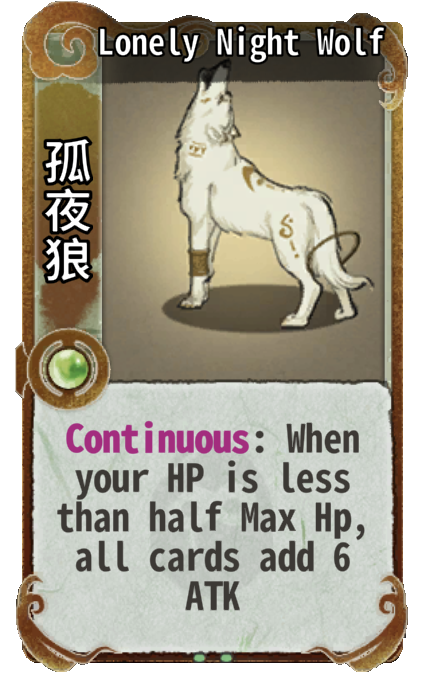 Lonely Night Wolf
孤夜狼
Continuous: When
your HP is less
than half Max Hp,
all cards add 6
ATK